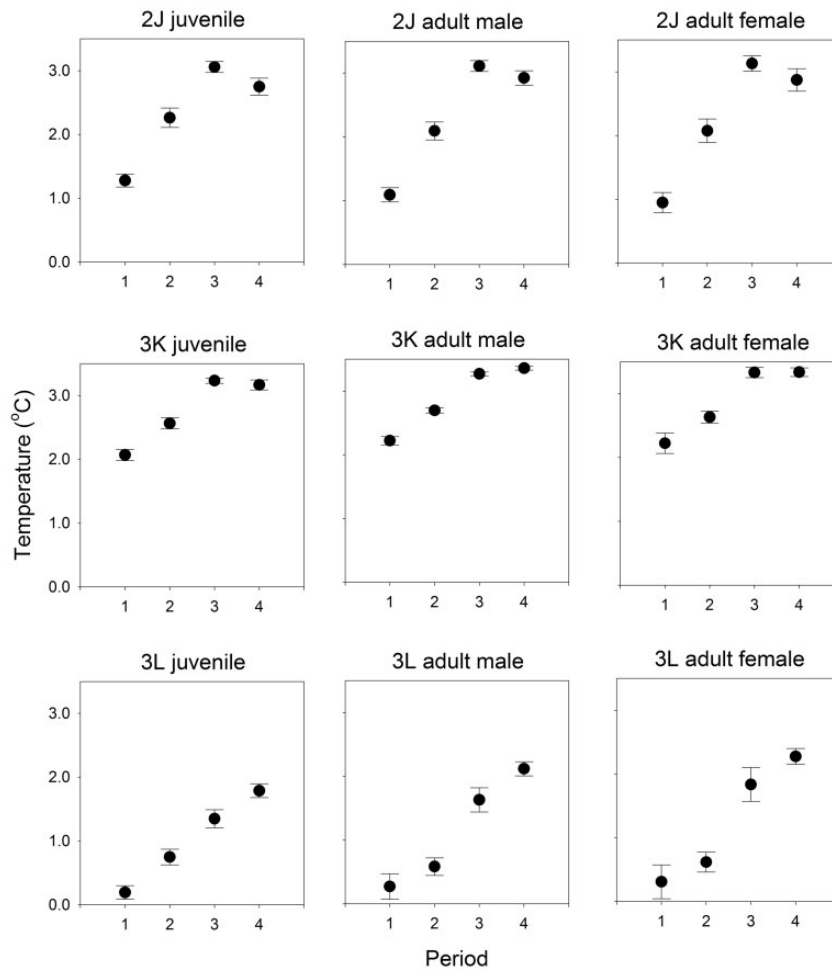 2J juvenile
2J adult male
2J adult female
3.0
2.0
1.0
0.0
1 2 3 4
1 2 3 4
1 2 3 4
3K juvenile
3K adult male
3K adult female
3.0
2.0
1.0
0.0
1 2 3 4
1 2 3 4
1 2 3 4
Temperature (°C)
3L juvenile
3L adult male
3L adult female
3.0
2.0
1.0
0.0
1 2 3 4
1 2 3 4
1 2 3 4
Period